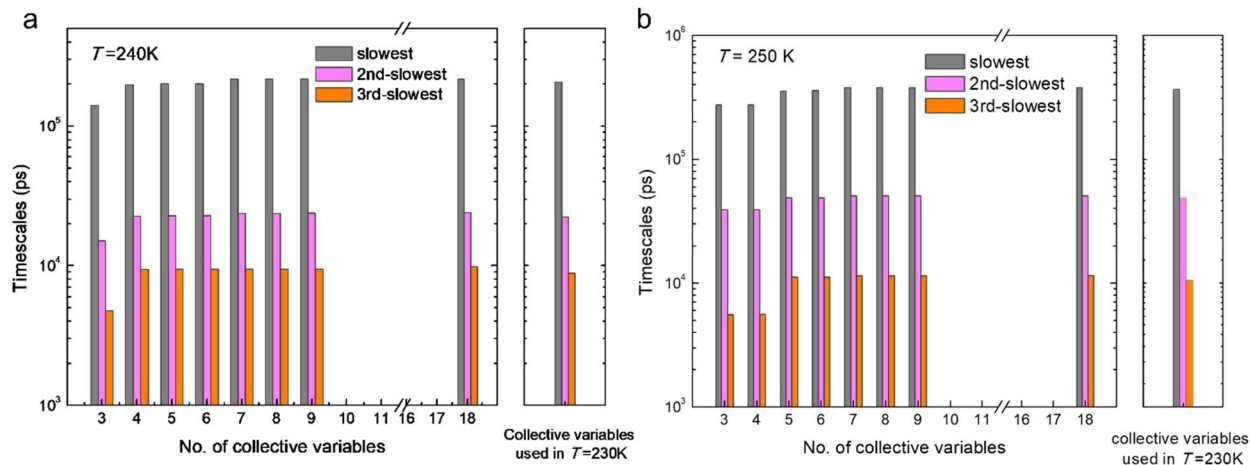 a
T=240K
slowest
2nd-slowest
3rd-slowest
Timescales (ps)
10^5
10^4
10^3
3 4 5 6 7 8 9 10 11 16 17 18
No. of collective variables
Collective variables
used in T=230K
b
T = 250 K
slowest
2nd-slowest
3rd-slowest
Timescales (ps)
10^6
10^5
10^4
10^3
3 4 5 6 7 8 9 10 11 16 17 18
No. of collective variables
collective variables
used in T=230K